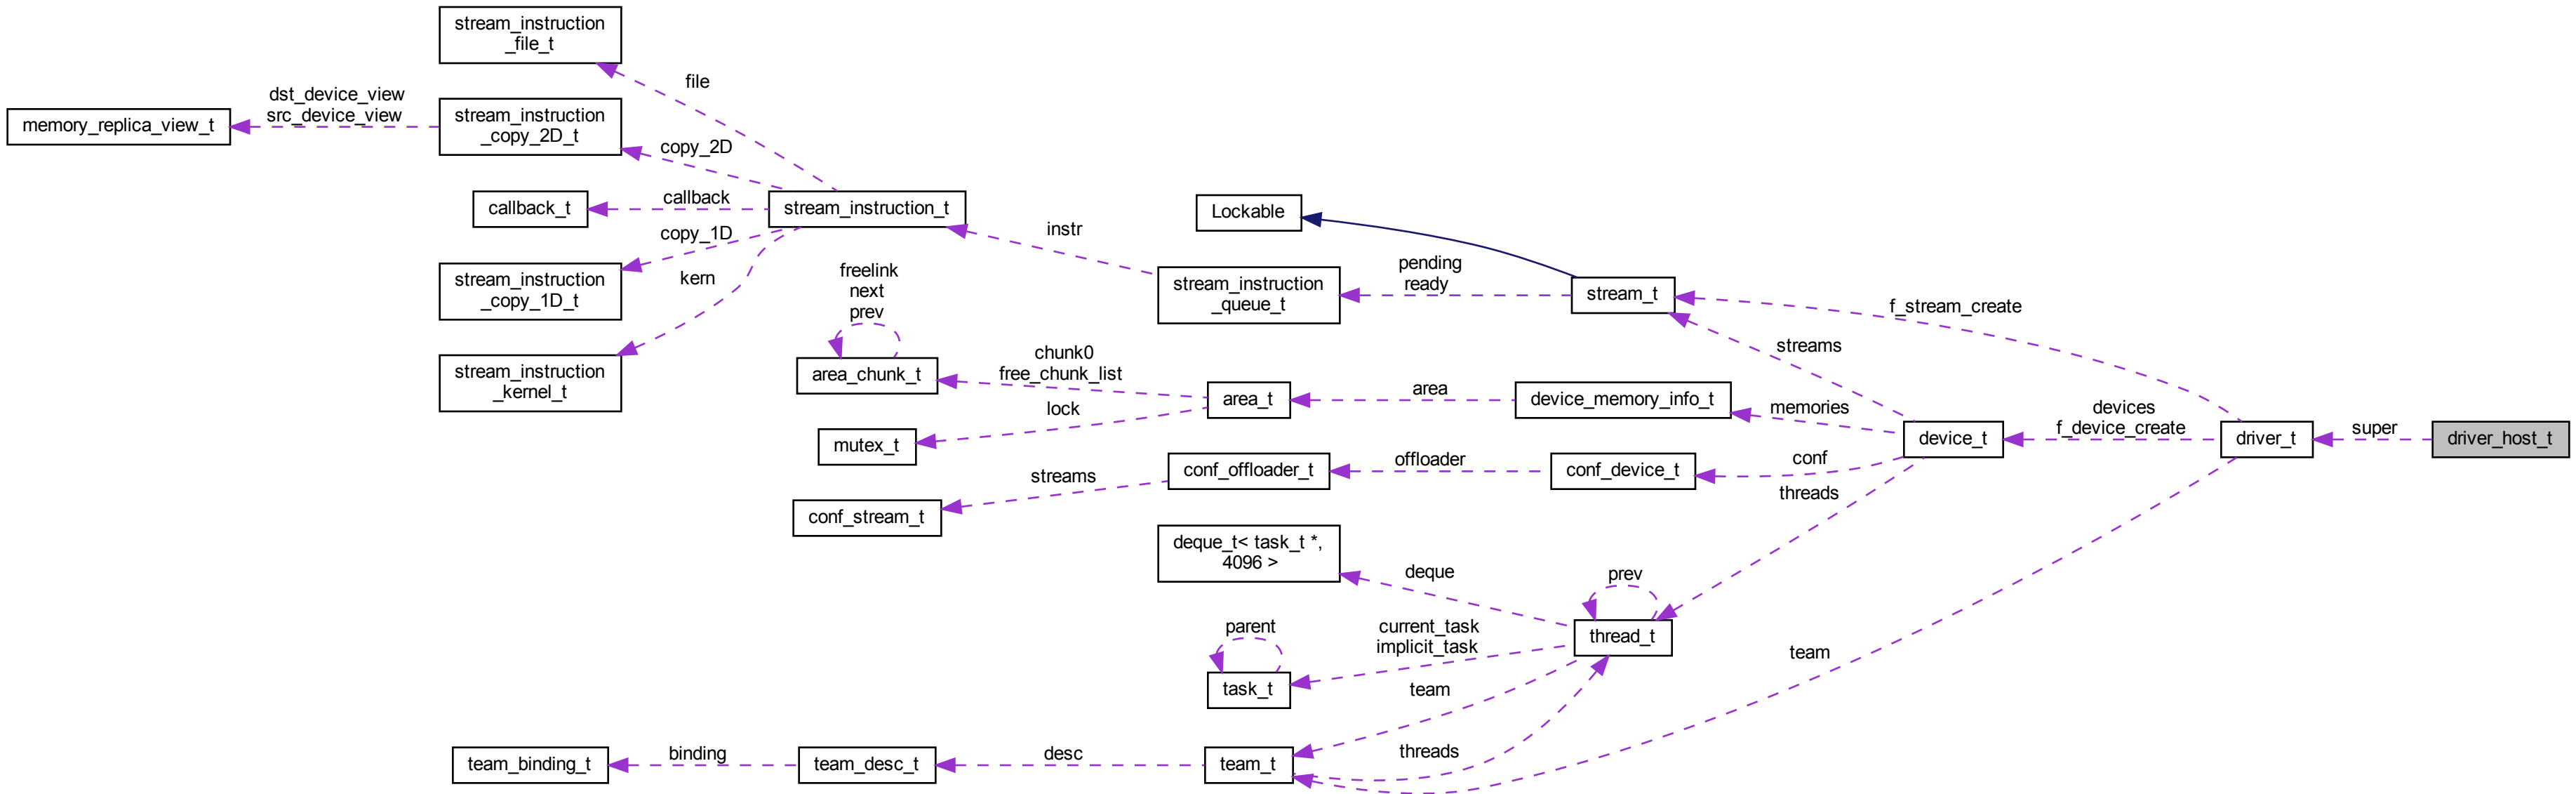 stream_instruction
_file_t
file
dst_device_view
src_device_view
memory_replica_view_t
stream_instruction
_copy_2D_t
copy_2D
callback_t
callback
stream_instruction_t
copy_1D
stream_instruction
_copy_1D_t
kern
stream_instruction
_kernel_t
Lockable
instr
stream_instruction
_queue_t
pending
ready
stream_t
f_stream_create
streams
freelink
next
prev
area_chunk_t
chunk0
free_chunk_list
lock
mutex_t
area_t
area
device_memory_info_t
memories
device_t
devices
f_device_create
driver_t
super
driver_host_t
conf_stream_t
streams
conf_offloader_t
offloader
conf_device_t
conf
threads
deque_t< task_t *,
4096 >
deque
prev
thread_t
parent
task_t
current_task
implicit_task
team
team
threads
team_binding_t
binding
team_desc_t
desc
team_t